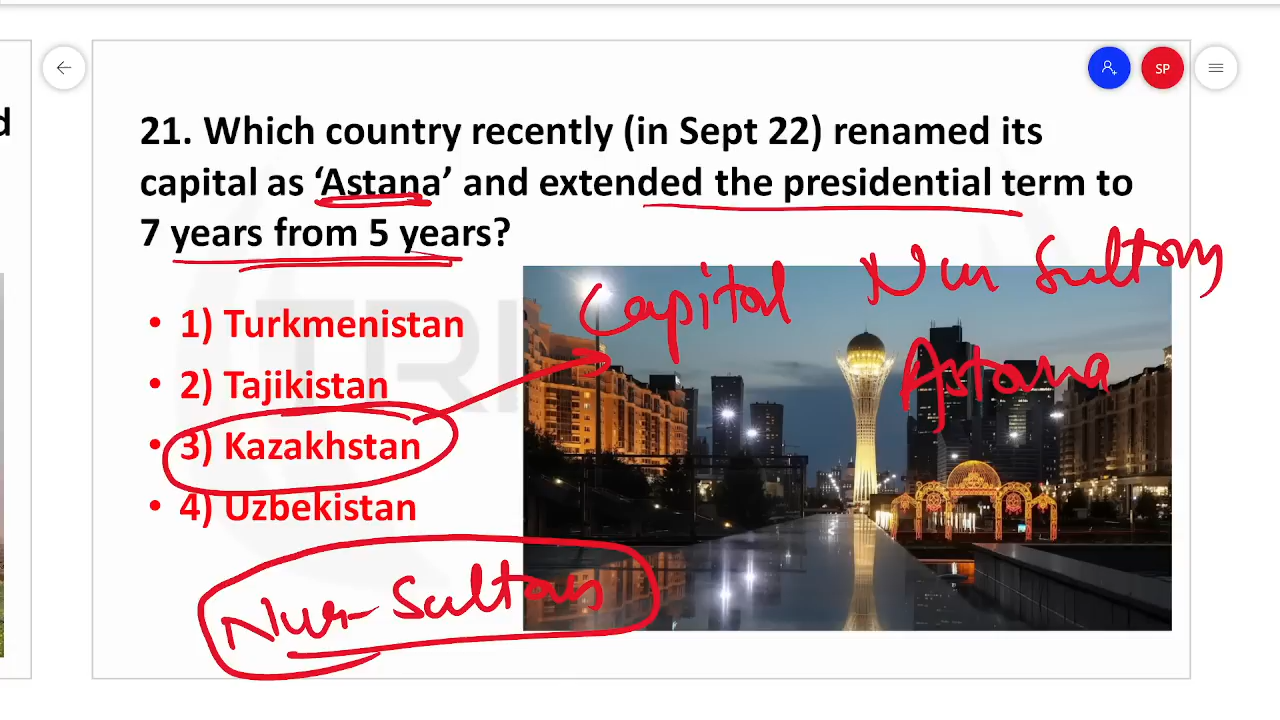 d
SP
21. Which country recently (in Sept 22) renamed its
capital as ‘Astana’ and extended the presidential term to
7 years from 5 years?
Capital Nur Sultan
• 1) Turkmenistan
Astana
• 2) Tajikistan
• 3) Kazakhstan
• 4) Uzbekistan
Nur-Sultan